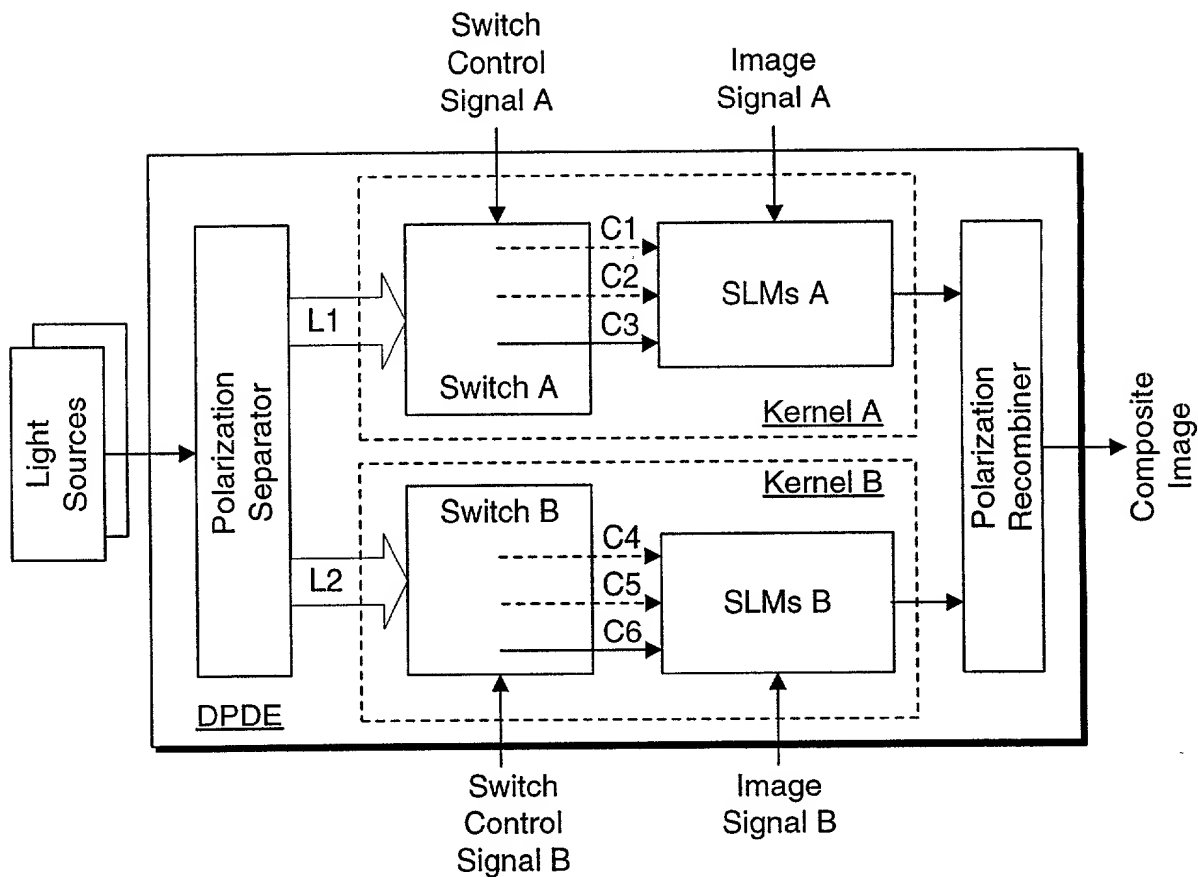 Switch
Control
Signal A
Image
Signal A
C1
C2
C3
L1
SLMs A
Switch A
Kernel A
Light
Sources
Polarization
Separator
Polarization
Recombiner
Composite
Image
Kernel B
Switch B
C4
C5
C6
L2
SLMs B
DPDE
Switch
Control
Signal B
Image
Signal B